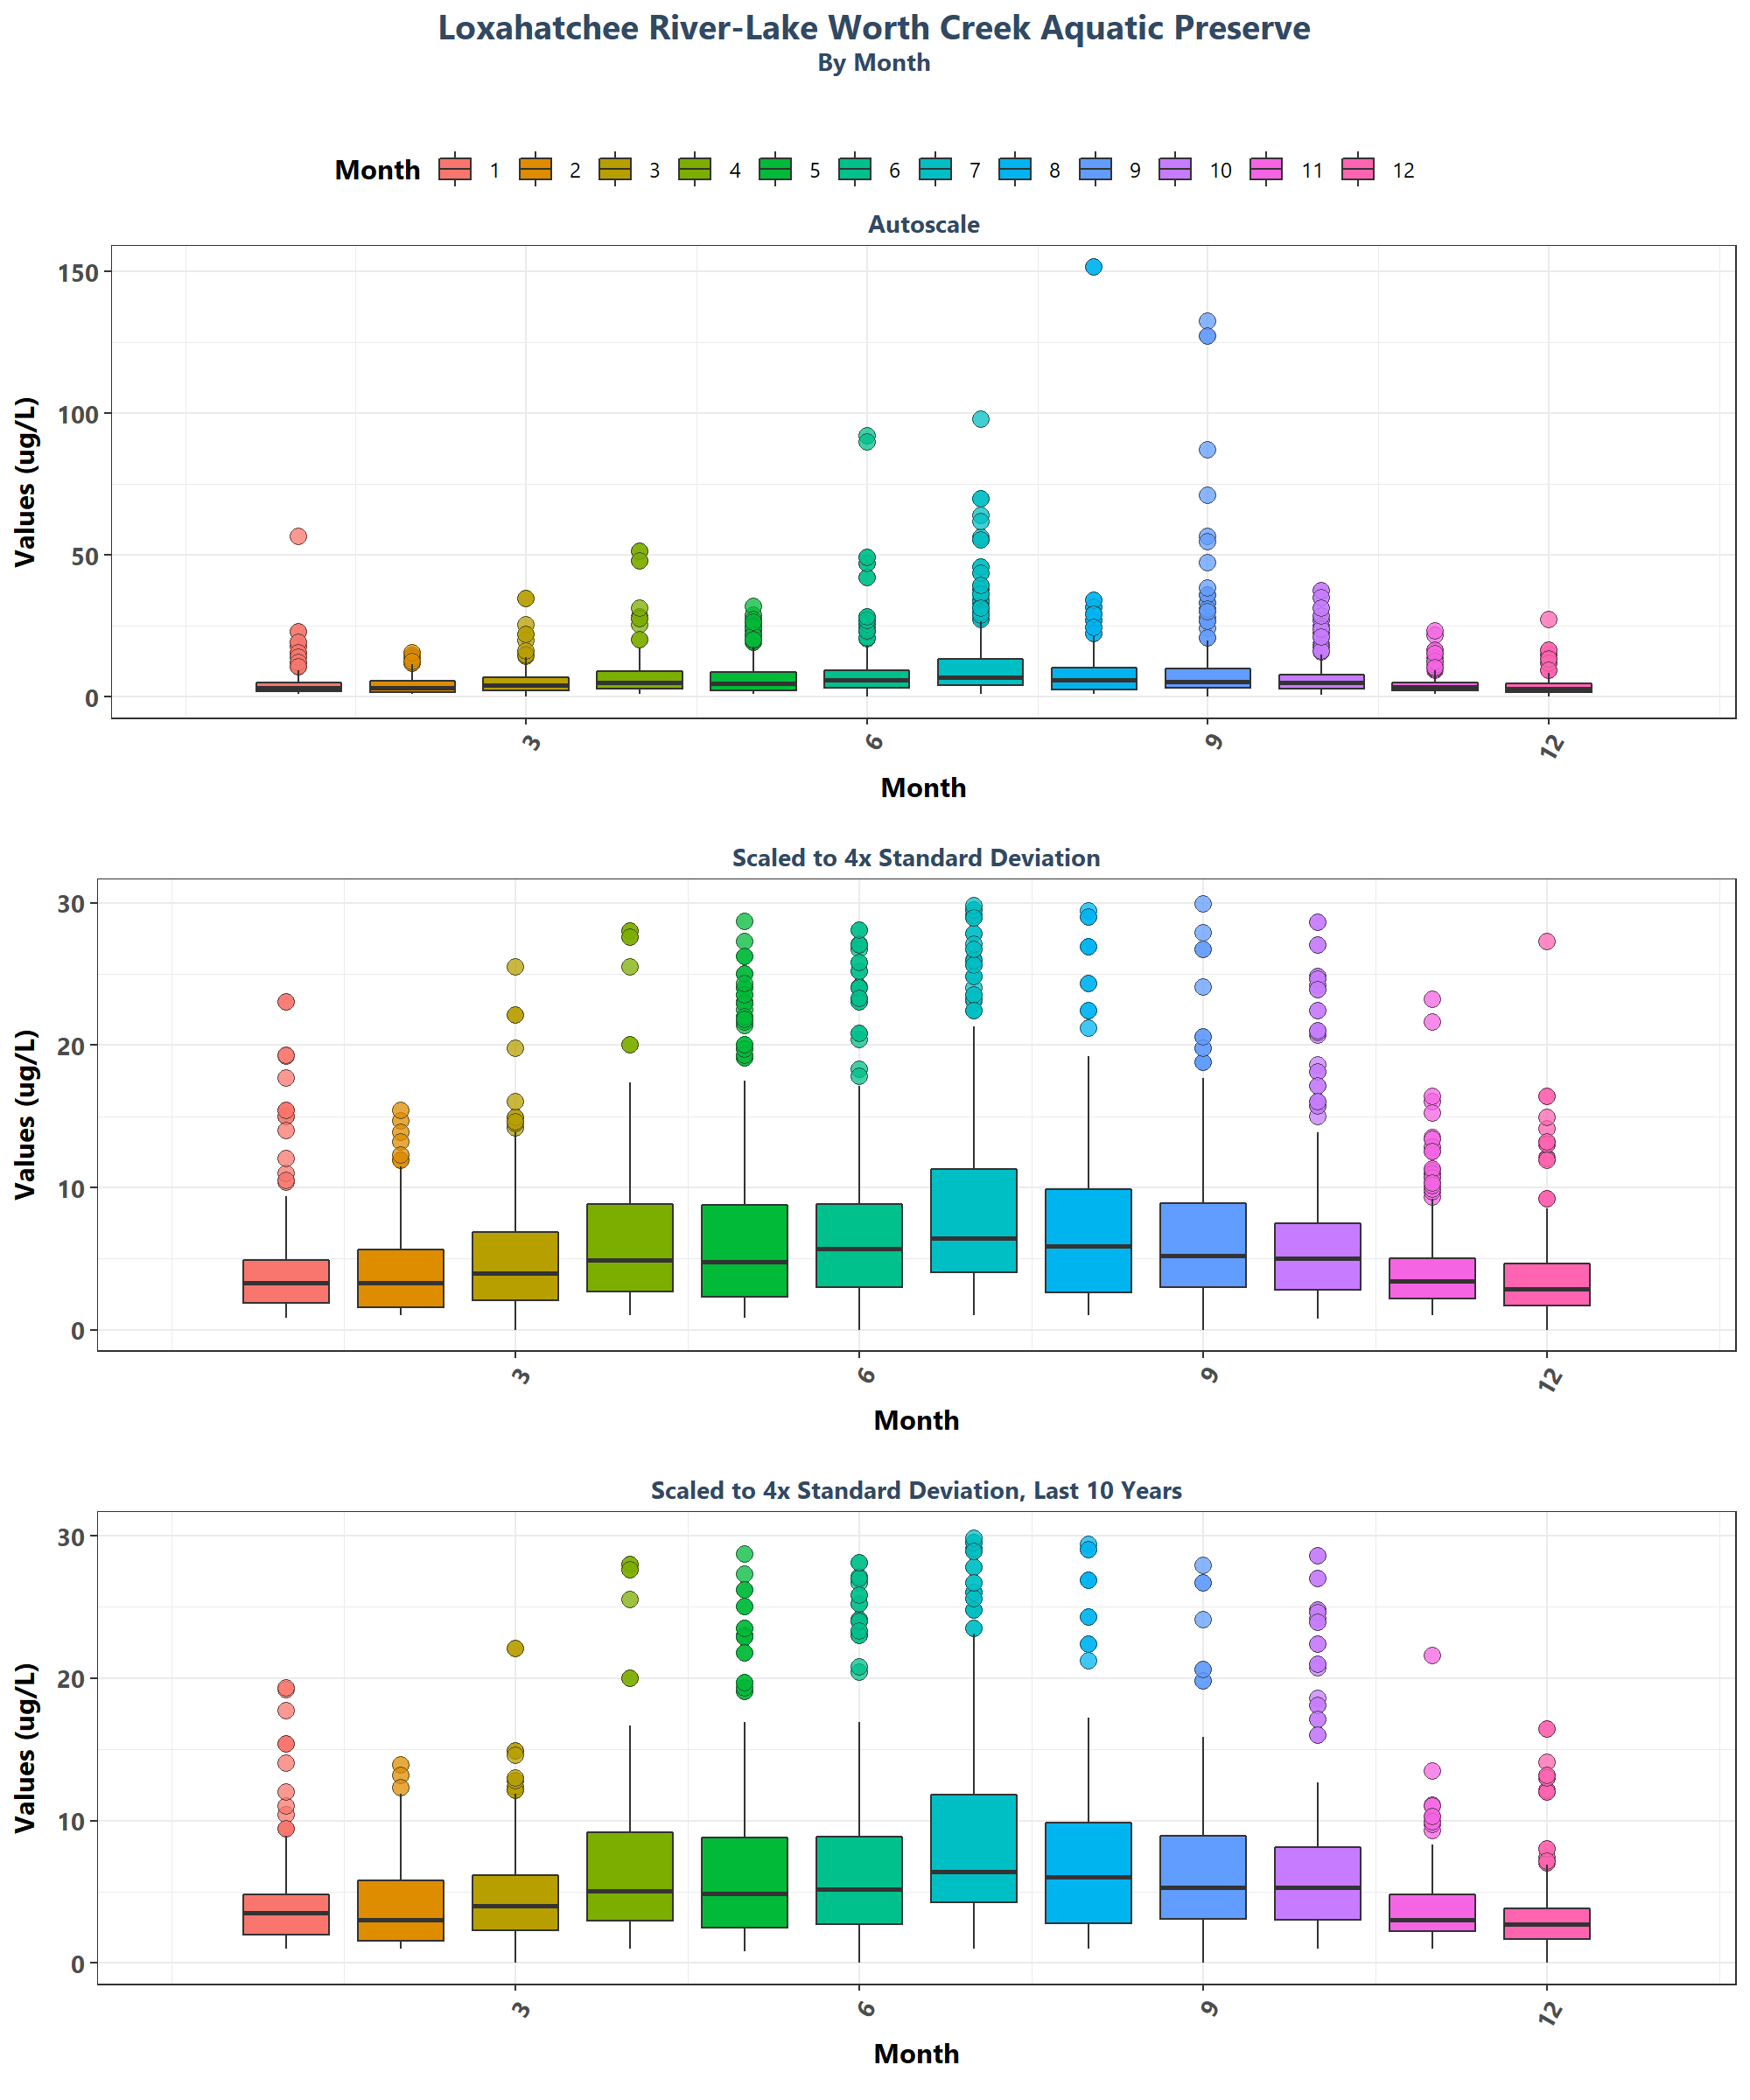 Loxahatchee River-Lake Worth Creek Aquatic Preserve
By Month
Month 1 2 3 4 5 6 7 8 9 10 11 12
Autoscale
150
100
50
0
Values (ug/L)
3 6 9 12
Month
Scaled to 4x Standard Deviation
30
20
10
0
Values (ug/L)
3 6 9 12
Month
Scaled to 4x Standard Deviation, Last 10 Years
30
20
10
0
Values (ug/L)
3 6 9 12
Month